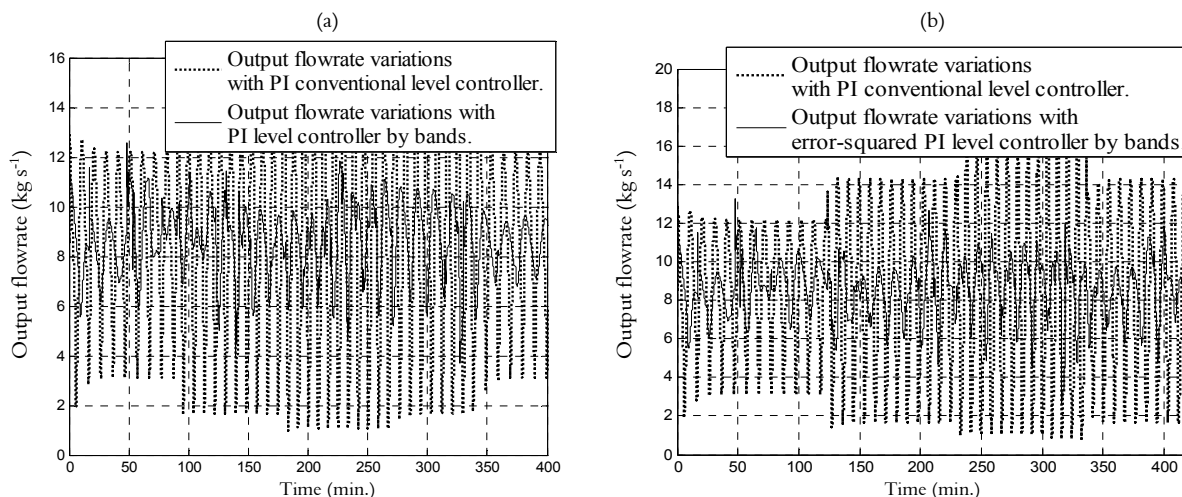 (a)
Output flowrate variations
with PI conventional level controller.
Output flowrate variations with
PI level controller by bands.
16
14
12
10
8
6
4
2
0
Output flowrate (kg s-1)
0 50 100 150 200 250 300 350 400
Time (min.)
(b)
Output flowrate variations
with PI conventional level controller.
Output flowrate variations with
error-squared PI level controller by bands
20
18
16
14
12
10
8
6
4
2
0
Output flowrate (kg s-1)
0 50 100 150 200 250 300 350 400
Time (min.)